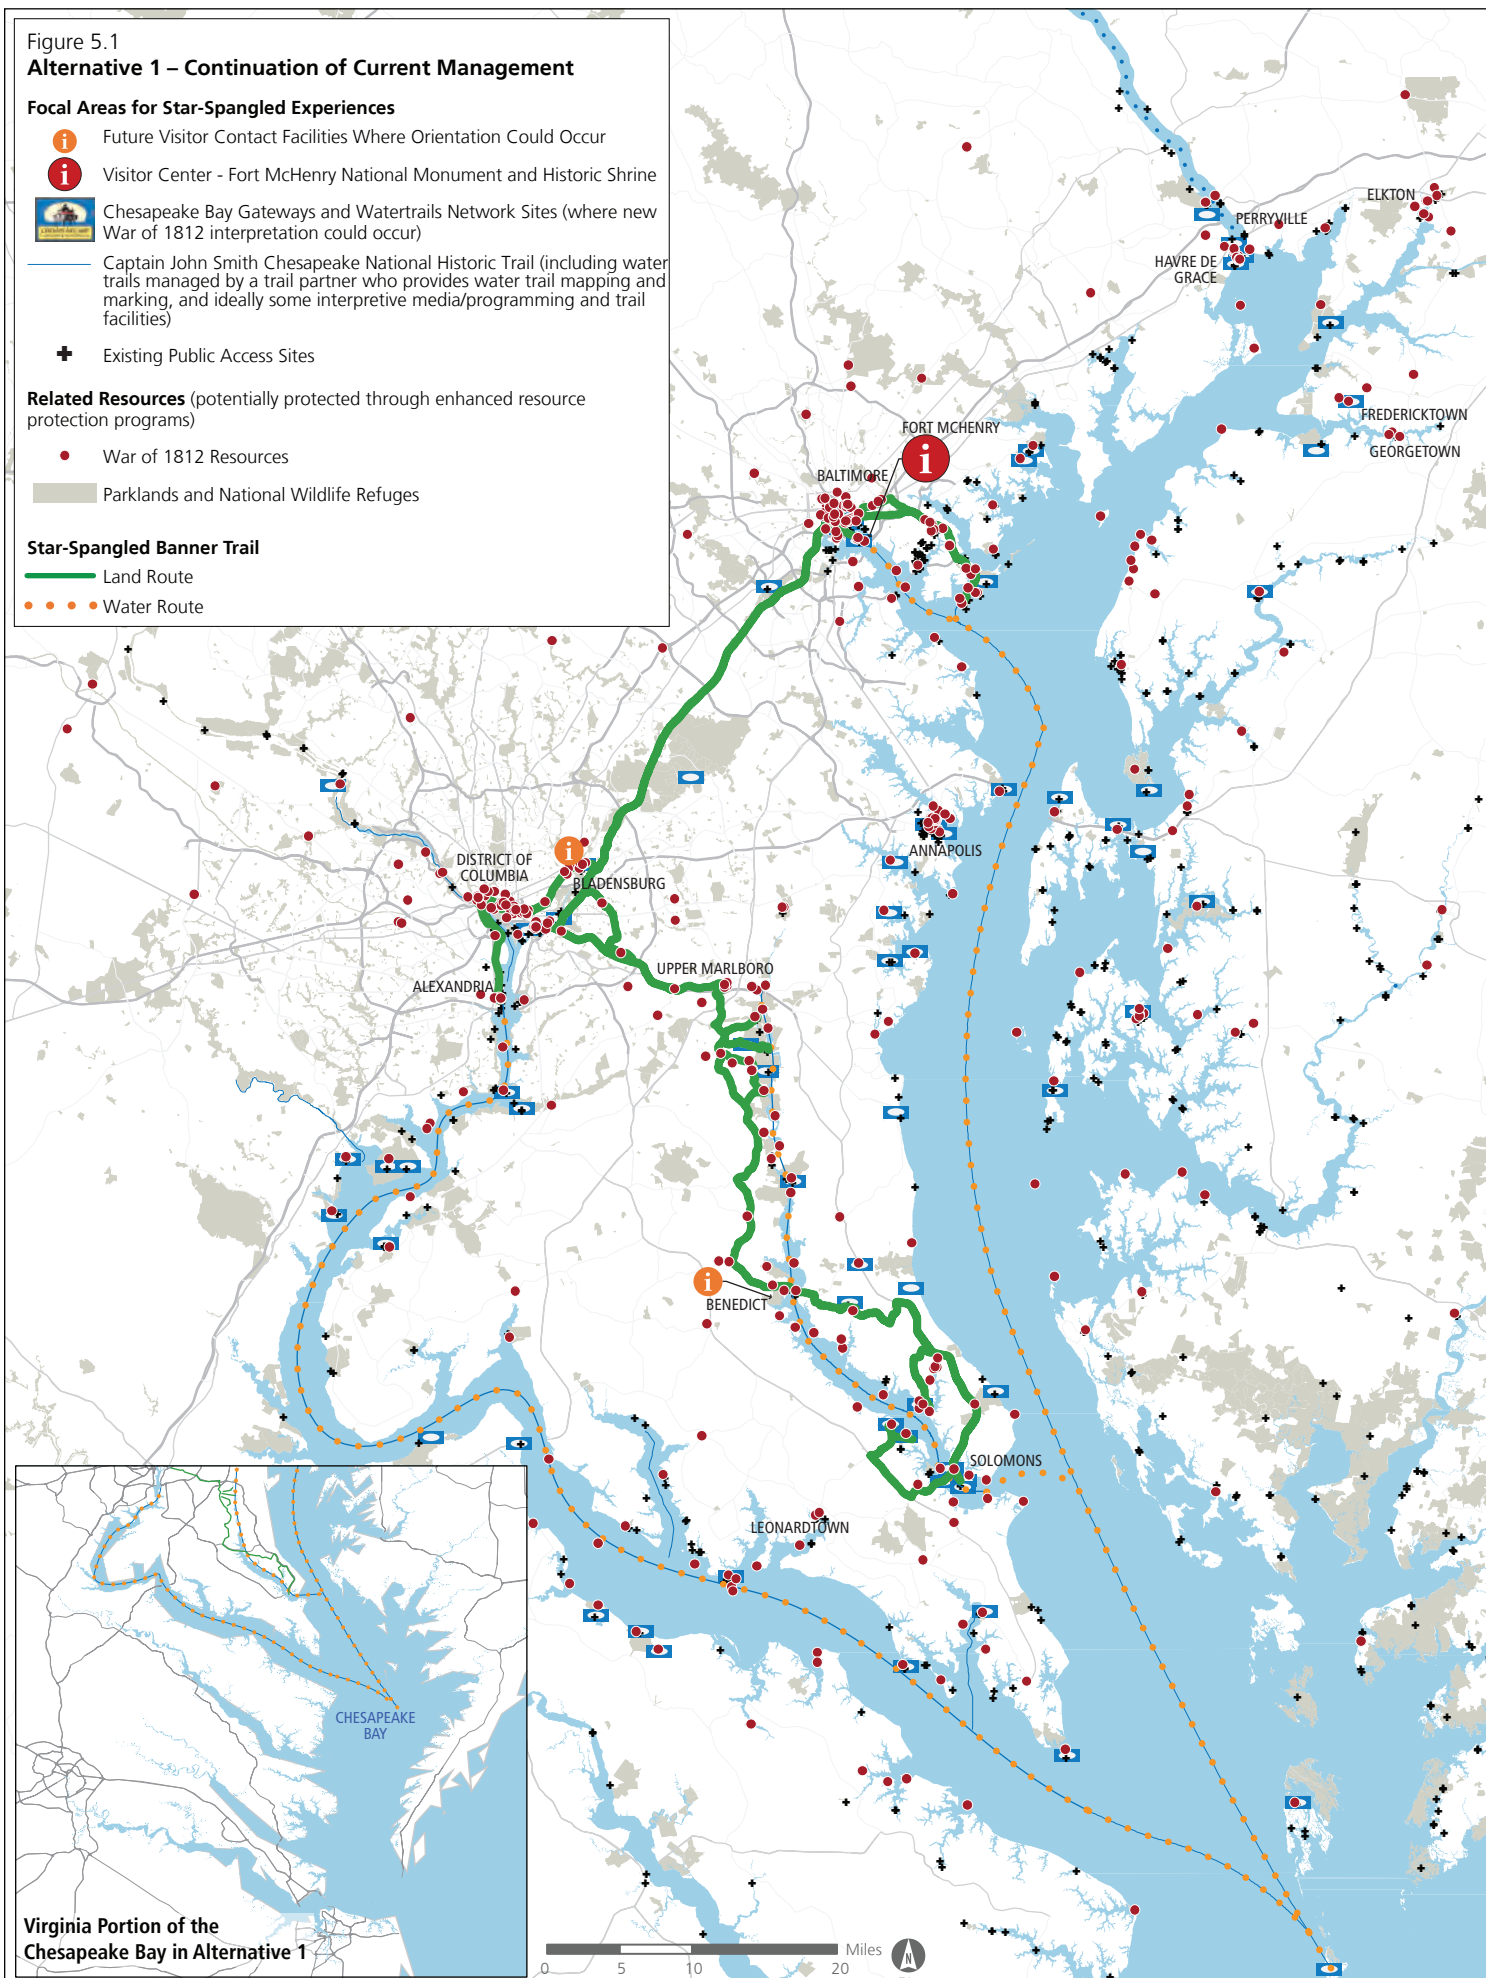 Figure 5.1
Alternative 1 – Continuation of Current Management
Focal Areas for Star-Spangled Experiences
i Future Visitor Contact Facilities Where Orientation Could Occur
i Visitor Center - Fort McHenry National Monument and Historic Shrine
Chesapeake Bay Gateways and Watertrails Network Sites (where new
War of 1812 interpretation could occur)
Captain John Smith Chesapeake National Historic Trail (including water
trails managed by a trail partner who provides water trail mapping and
marking, and ideally some interpretive media/programming and trail
facilities)
Existing Public Access Sites
Related Resources (potentially protected through enhanced resource
protection programs)
War of 1812 Resources
Parklands and National Wildlife Refuges
Star-Spangled Banner Trail
Land Route
Water Route
ELKTON
PERRYVILLE
HAVRE DE
GRACE
FREDERICKTOWN
GEORGETOWN
FORT MCHENRY
i
BALTIMORE
ANNAPOLIS
i
DISTRICT OF
COLUMBIA
BLADENSBURG
UPPER MARLBORO
ALEXANDRIA
i
BENEDICT
SOLOMONS
LEONARDTOWN
CHESAPEAKE
BAY
Virginia Portion of the
Chesapeake Bay in Alternative 1
Miles
0 5 10 20
N